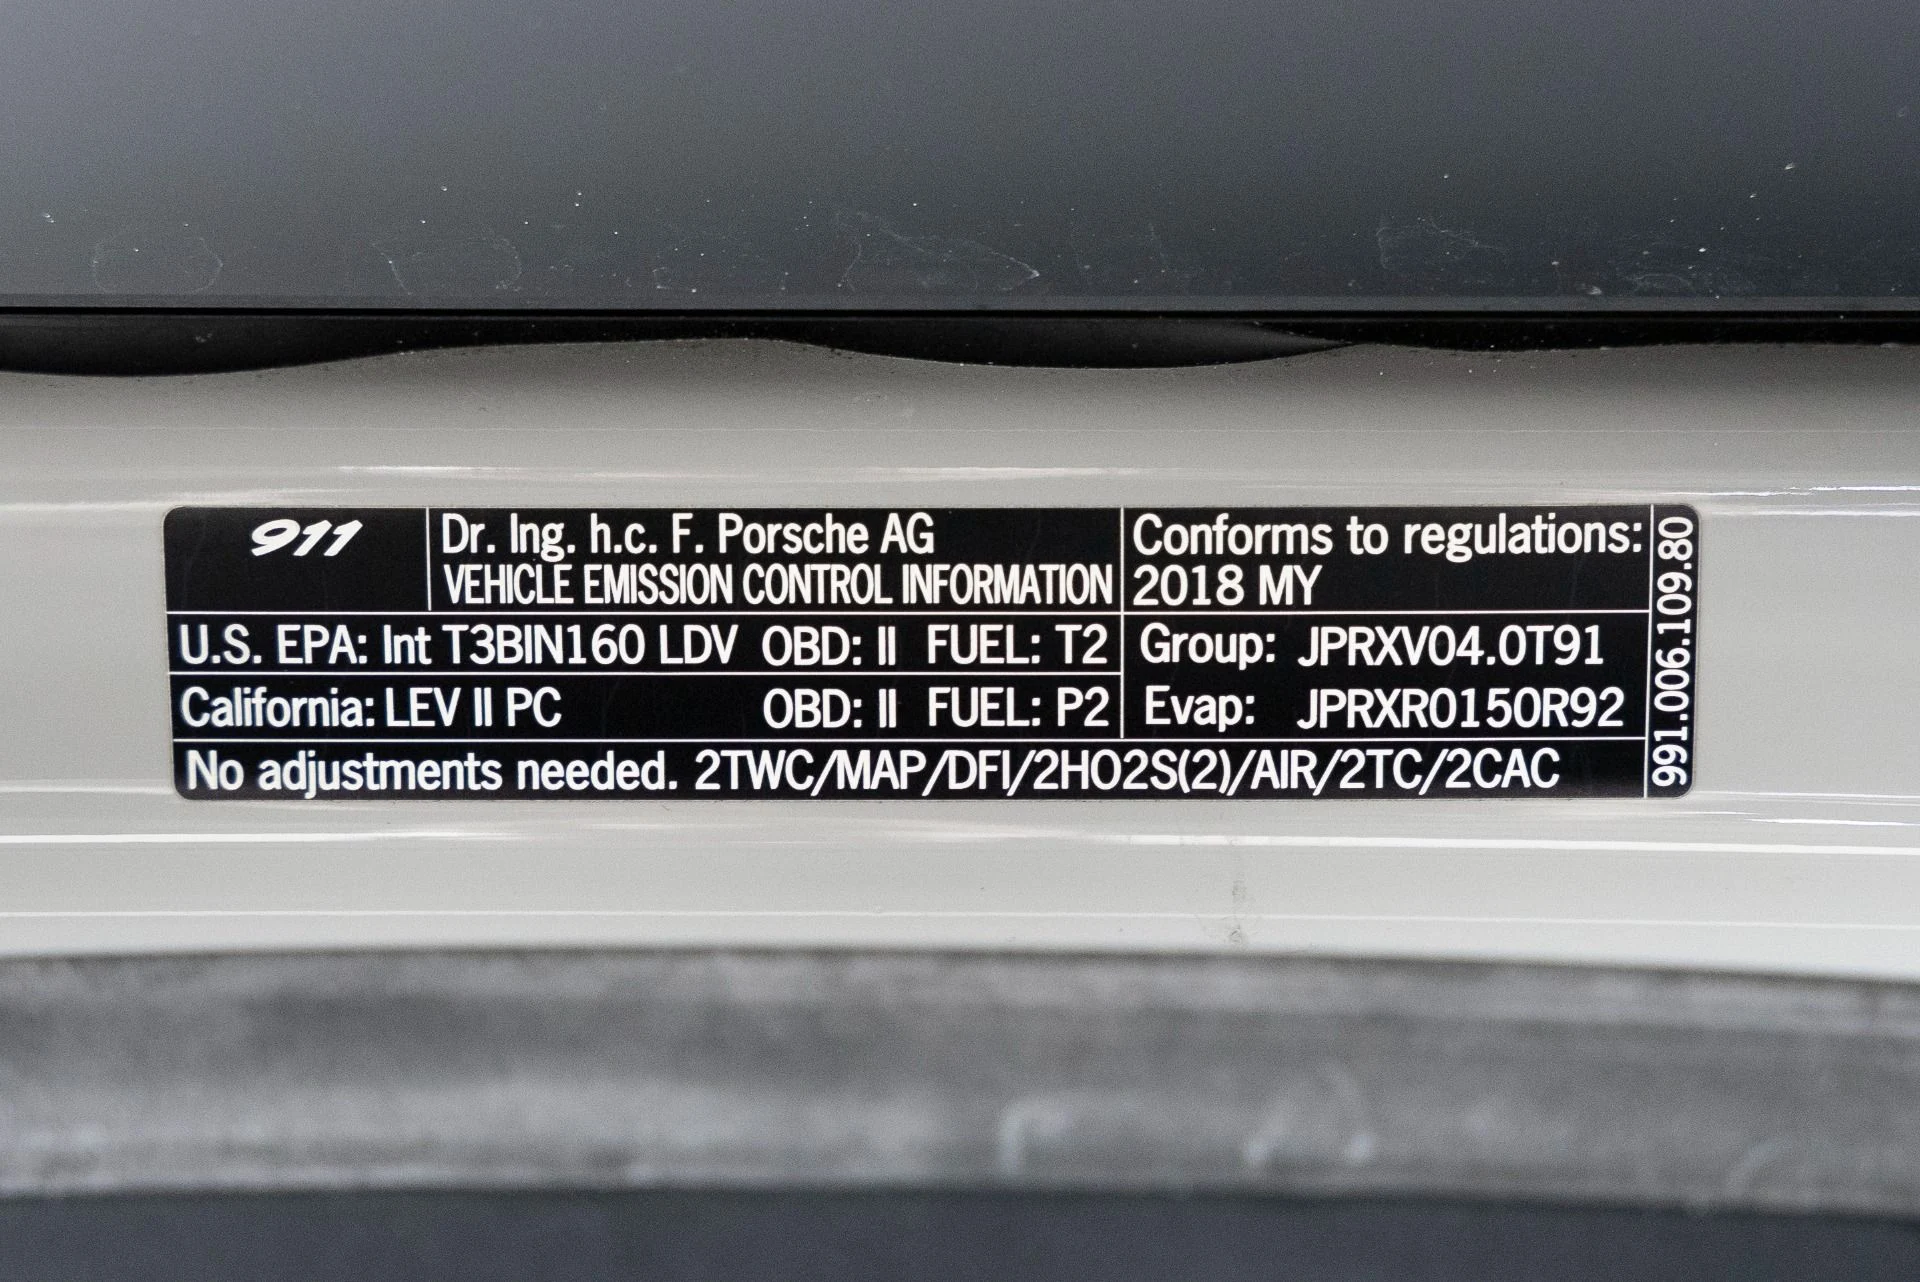 911
Dr. Ing. h.c. F. Porsche AG
VEHICLE EMISSION CONTROL INFORMATION
Conforms to regulations:
2018 MY
U.S. EPA: Int T3BIN160 LDV OBD: II FUEL: T2
California: LEV II PC OBD: II FUEL: P2
Group: JPRXV04.0T91
Evap: JPRXR0150R92
No adjustments needed. 2TWC/MAP/DFI/2HO2S(2)/AIR/2TC/2CAC
991.006.109.80